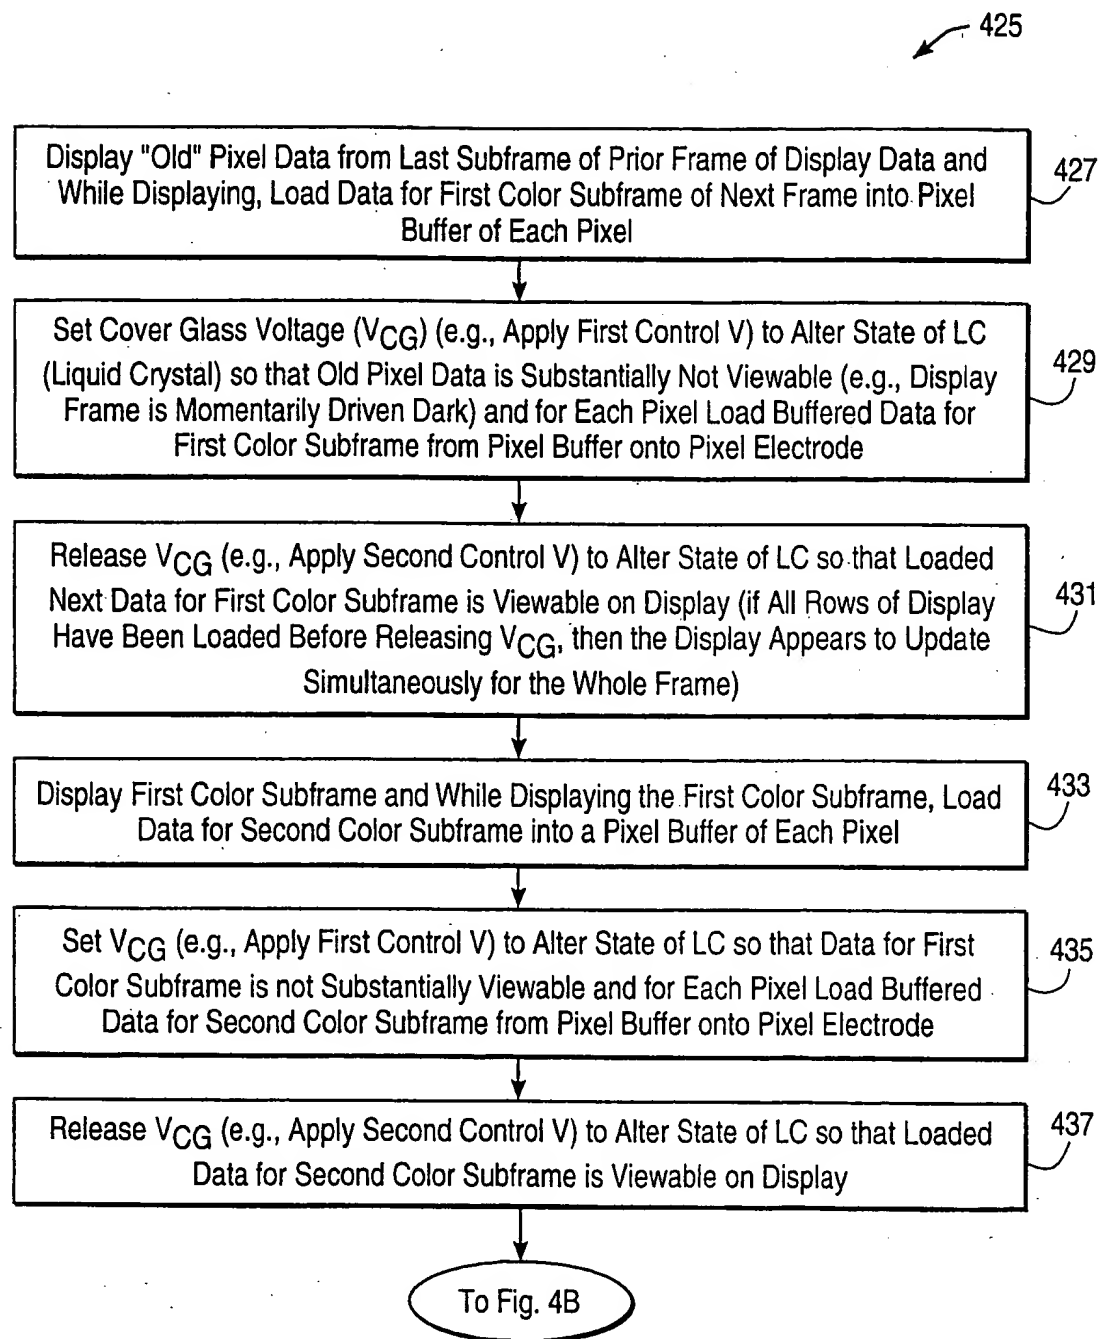 425
Display "Old" Pixel Data from Last Subframe of Prior Frame of Display Data and
While Displaying, Load Data for First Color Subframe of Next Frame into Pixel
Buffer of Each Pixel
427
Set Cover Glass Voltage (VCG) (e.g., Apply First Control V) to Alter State of LC
(Liquid Crystal) so that Old Pixel Data is Substantially Not Viewable (e.g., Display
Frame is Momentarily Driven Dark) and for Each Pixel Load Buffered Data for
First Color Subframe from Pixel Buffer onto Pixel Electrode
429
Release VCG (e.g., Apply Second Control V) to Alter State of LC so that Loaded
Next Data for First Color Subframe is Viewable on Display (if All Rows of Display
Have Been Loaded Before Releasing VCG, then the Display Appears to Update
Simultaneously for the Whole Frame)
431
Display First Color Subframe and While Displaying the First Color Subframe, Load
Data for Second Color Subframe into a Pixel Buffer of Each Pixel
433
Set VCG (e.g., Apply First Control V) to Alter State of LC so that Data for First
Color Subframe is not Substantially Viewable and for Each Pixel Load Buffered
Data for Second Color Subframe from Pixel Buffer onto Pixel Electrode
435
Release VCG (e.g., Apply Second Control V) to Alter State of LC so that Loaded
Data for Second Color Subframe is Viewable on Display
437
To Fig. 4B